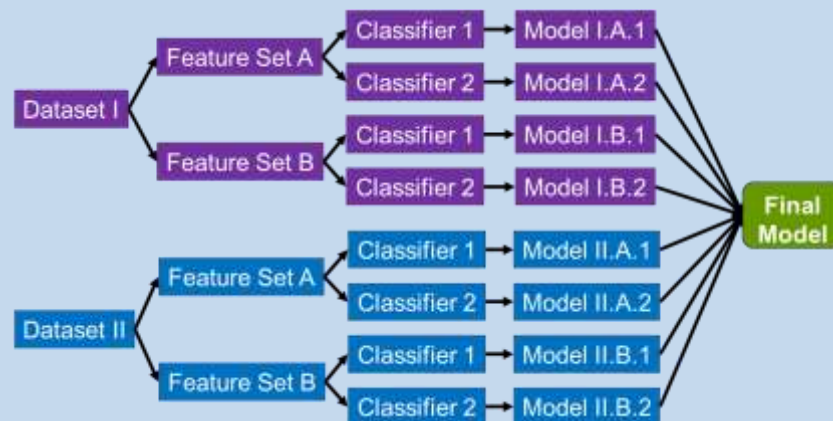 Classifier 1
Model I.A.1
Feature Set A
Classifier 2
Model I.A.2
Dataset I
Classifier 1
Model I.B.1
Feature Set B
Classifier 2
Model I.B.2
Final
Model
Classifier 1
Model II.A.1
Feature Set A
Classifier 2
Model II.A.2
Dataset II
Classifier 1
Model II.B.1
Feature Set B
Classifier 2
Model II.B.2